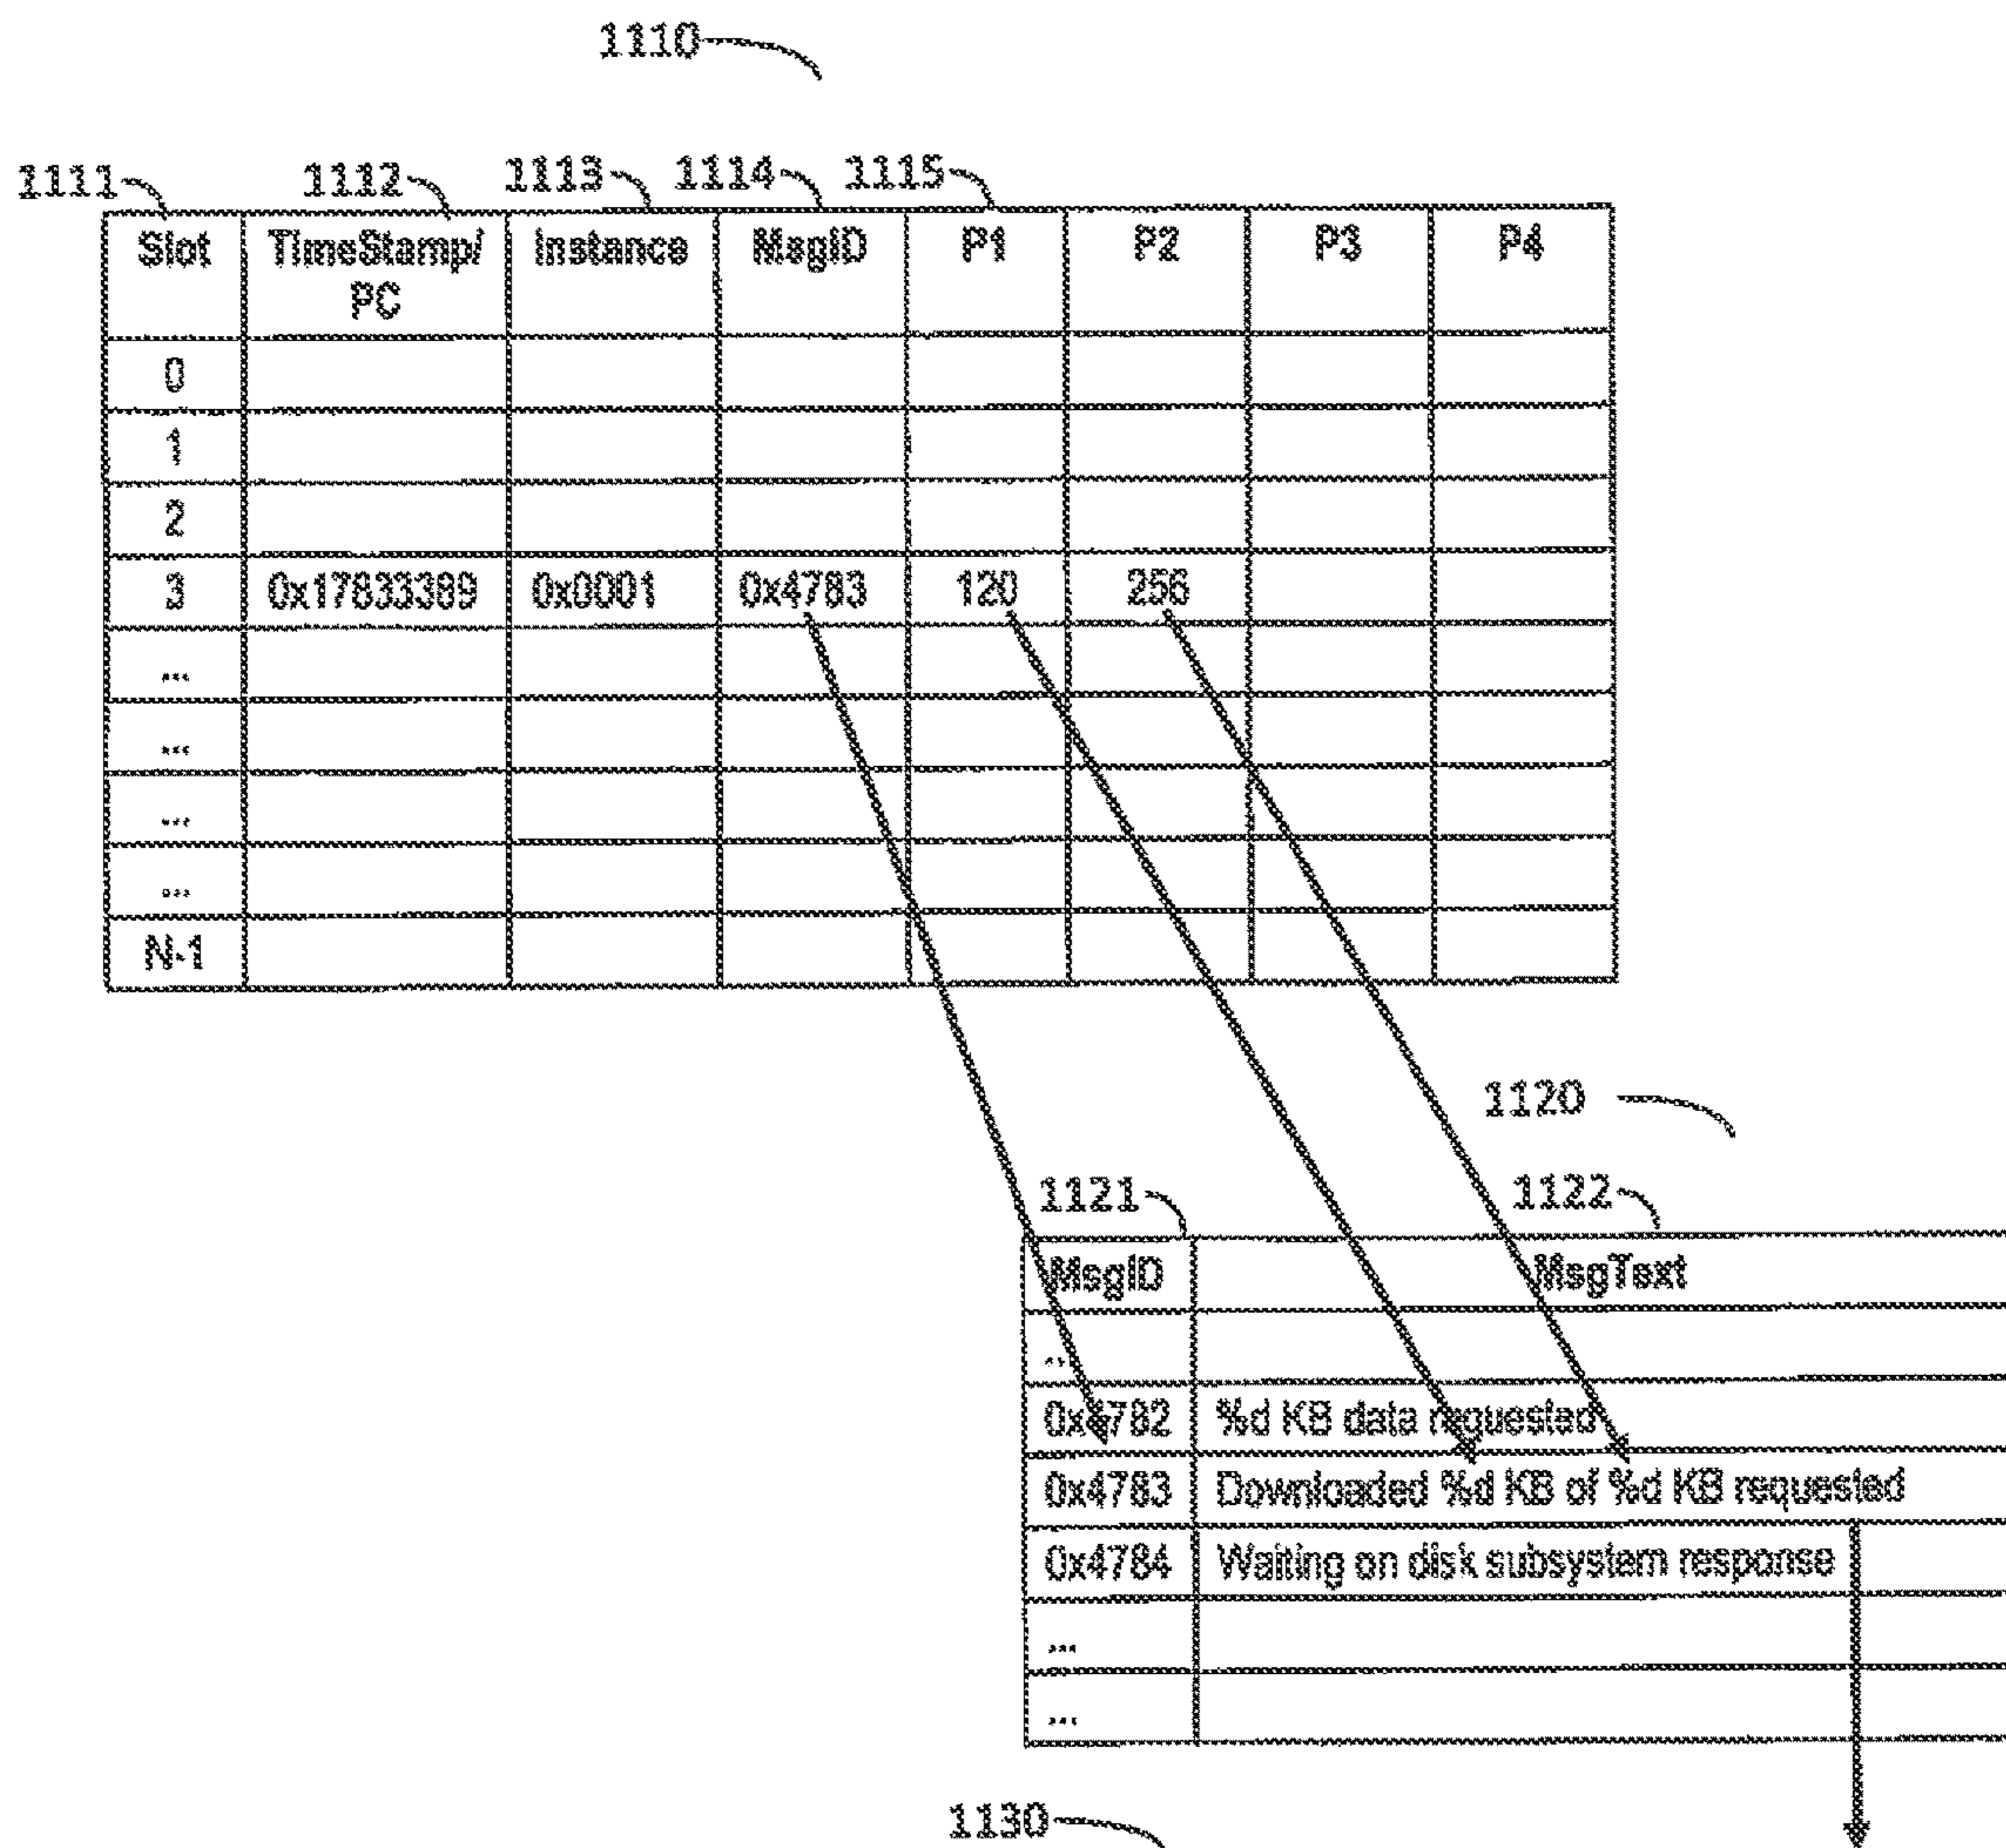 1110
1111 1112 1113 1114 1115
Slot TimeStamp/ Instance MsgID P1 P2 P3 P4
PC
0
1
2
3 0x17833389 0x0001 0x4783 120 256
...
...
...
...
N-1
1120
1121 1122
MsgID MsgText
...
0x4782 %d KB data requested
0x4783 Downloaded %d KB of %d KB requested
0x4784 Waiting on disk subsystem response
...
...
1130